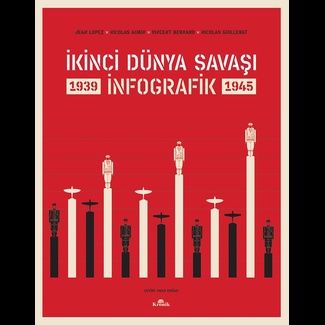 JEAN LOPEZ • NICOLAS AUBIN • VINCENT BERNARD • NICOLAS GUILLERAT
İKİNCİ DÜNYA SAVAŞI
1939 İNFOGRAFİK 1945
Kronik